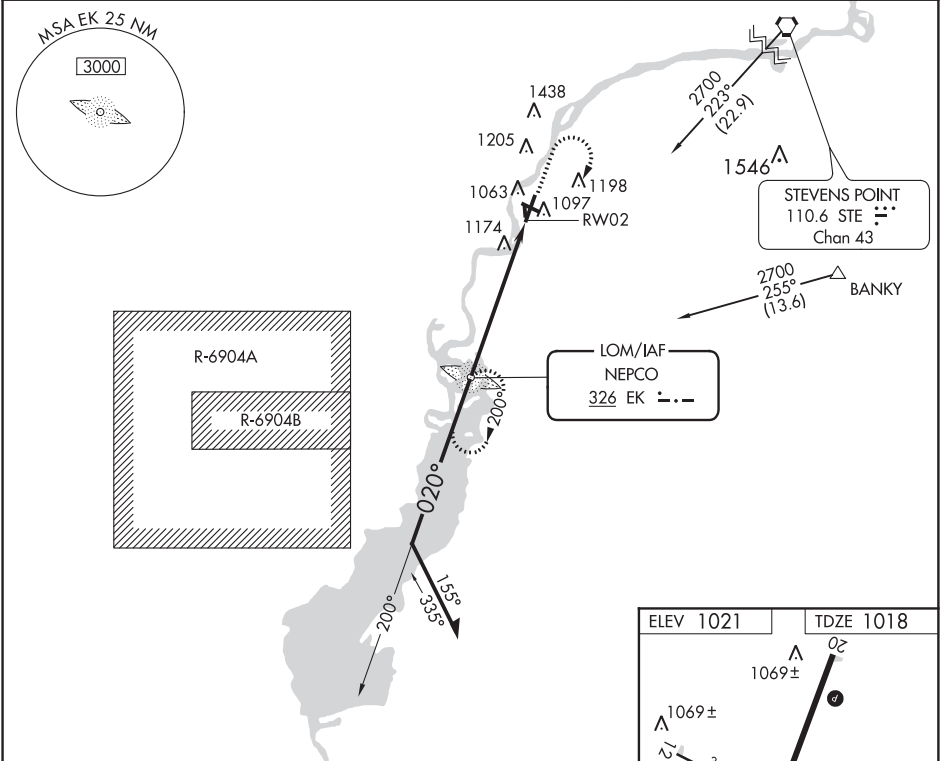 MSA EK 25 NM
3000
1438
1205
1063
1198
1097
1174
RW02
2700
223°
(22.9)
1546
STEVENS POINT
110.6 STE
Chan 43
2700
255°
(13.6)
BANKY
R-6904A
R-6904B
LOM/IAF
NEPCO
326 EK
200°
020°
155°
335°
200°
ELEV 1021
TDZE 1018
20
1069±
P
1069±
12